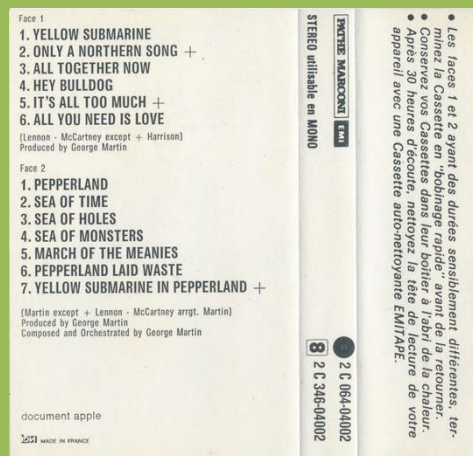 Face 1
1. YELLOW SUBMARINE
2. ONLY A NORTHERN SONG +
3. ALL TOGETHER NOW
4. HEY BULLDOG
5. IT'S ALL TOO MUCH +
6. ALL YOU NEED IS LOVE
(Lennon - McCartney except + Harrison)
Produced by George Martin
Face 2
1. PEPPERLAND
2. SEA OF TIME
3. SEA OF HOLES
4. SEA OF MONSTERS
5. MARCH OF THE MEANIES
6. PEPPERLAND LAID WASTE
7. YELLOW SUBMARINE IN PEPPERLAND +
(Martin except + Lennon - McCartney arrgt. Martin)
Produced by George Martin
Composed and Orchestrated by George Martin
document apple
MADE IN FRANCE
PATHE MARCONI EMI
2 C 064-04002
STEREO utilisable en MONO
8 2 C 346-04002
• Les faces 1 et 2 ayant des durées sensiblement différentes, ter-
minez la Cassette en "bobinage rapide" avant de la retourner.
• Conservez vos Cassettes dans leur boîtier à l'abri de la chaleur.
• Après 30 heures d'écoute, nettoyez la tête de lecture de votre
appareil avec une Cassette auto-nettoyante EMITAPE.